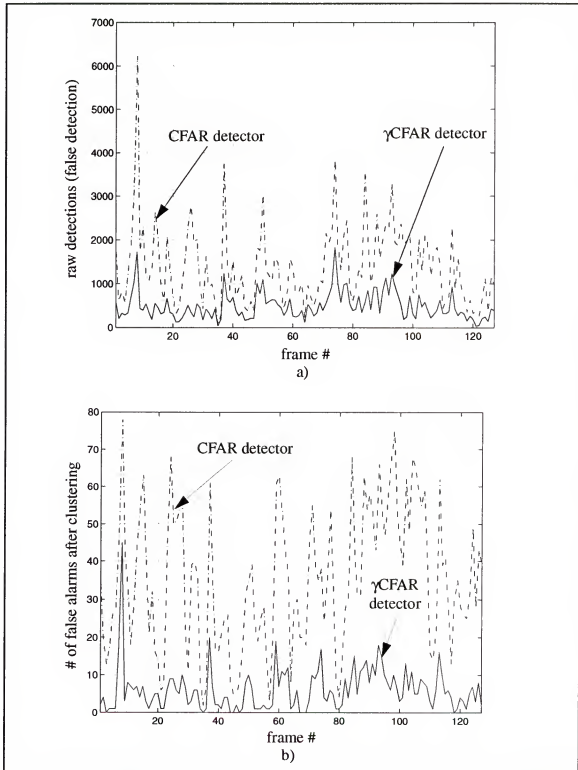 7000
6000
5000
4000
3000
2000
1000
0
raw detections (false detection)
CFAR detector
γCFAR detector
20
40
60
80
100
120
frame #
a)
80
70
60
50
40
30
20
10
0
# of false alarms after clustering
CFAR detector
γCFAR
detector
20
40
60
80
100
120
frame #
b)